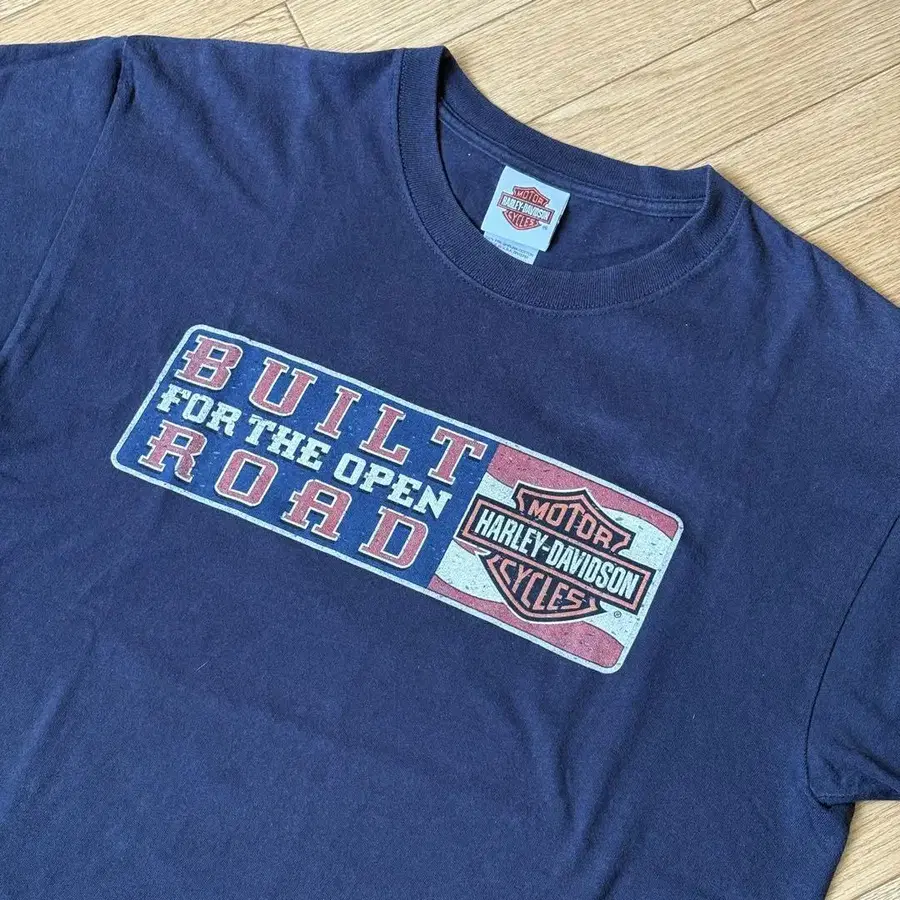 MOTOR
HARLEY-DAVIDSON
CYCLES
BUILT
FOR THE OPEN
ROAD
MOTOR
HARLEY-DAVIDSON
CYCLES
®